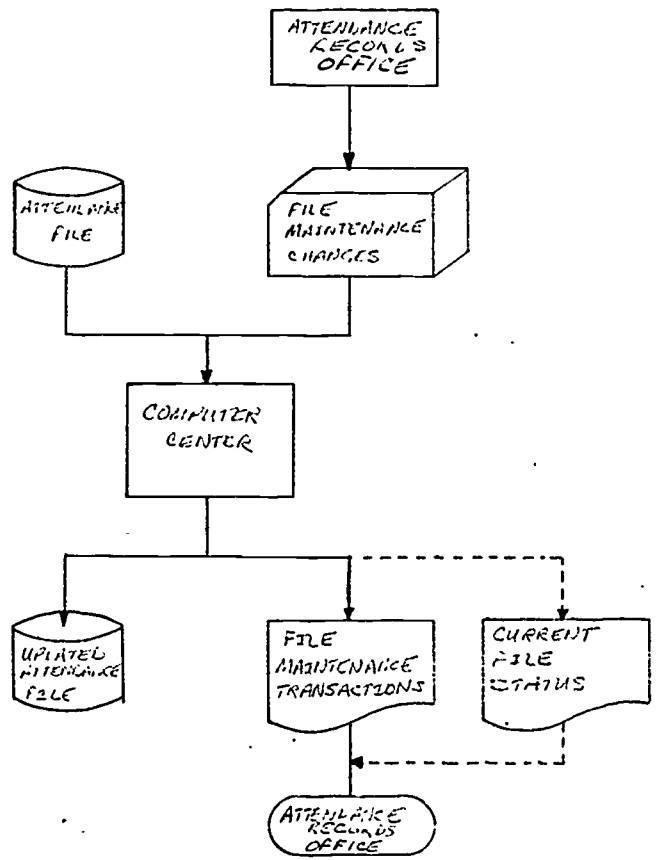 ATTENDANCE
RECORDS
OFFICE
ATTENDANCE
FILE
FILE
MAINTENANCE
CHANGES
COMPUTER
CENTER
UPDATED
ATTENDANCE
FILE
FILE
MAINTENANCE
TRANSACTIONS
CURRENT
FILE
STATUS
ATTENDANCE
RECORDS
OFFICE